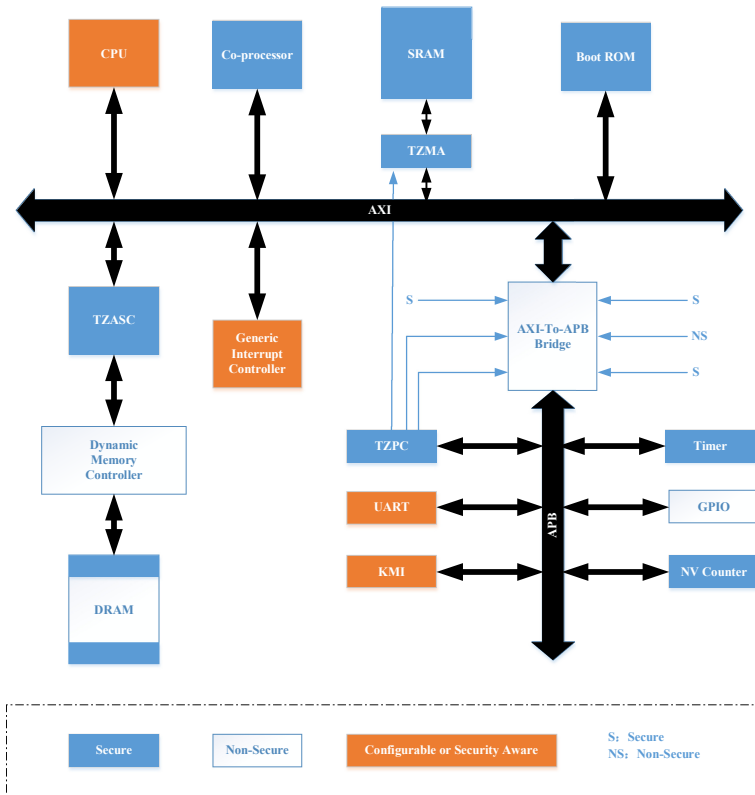 CPU
Co-processor
SRAM
Boot ROM
TZMA
AXI
TZASC
Generic
Interrupt
Controller
S
AXI-To-APB
Bridge
S
NS
S
Dynamic
Memory
Controller
TZPC
Timer
UART
GPIO
APB
KMI
NV Counter
DRAM
Secure
Non-Secure
Configurable or Security Aware
S: Secure
NS: Non-Secure